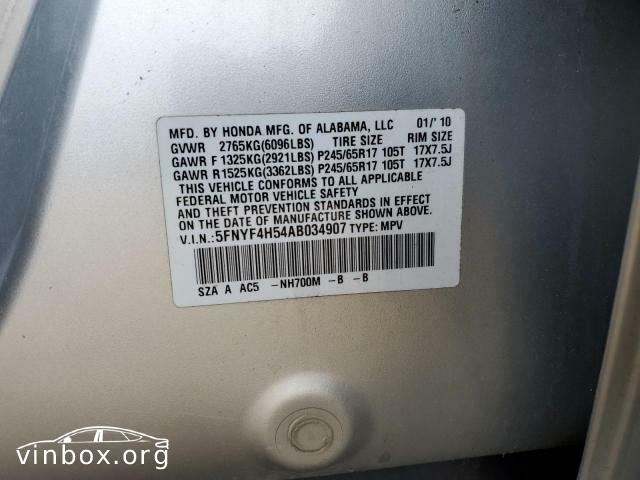 MFD. BY HONDA MFG. OF ALABAMA, LLC 01/'10
GVWR 2765KG(6096LBS) TIRE SIZE RIM SIZE
GAWR F 1325KG(2921LBS) P245/65R17 105T 17X7.5J
GAWR R1525KG(3362LBS) P245/65R17 105T 17X7.5J
THIS VEHICLE CONFORMS TO ALL APPLICABLE
FEDERAL MOTOR VEHICLE SAFETY
AND THEFT PREVENTION STANDARDS IN EFFECT
ON THE DATE OF MANUFACTURE SHOWN ABOVE.
V.I.N.:5FNYF4H54AB034907 TYPE: MPV
SZA A AC5 -NH700M -B -B
vinbox.org